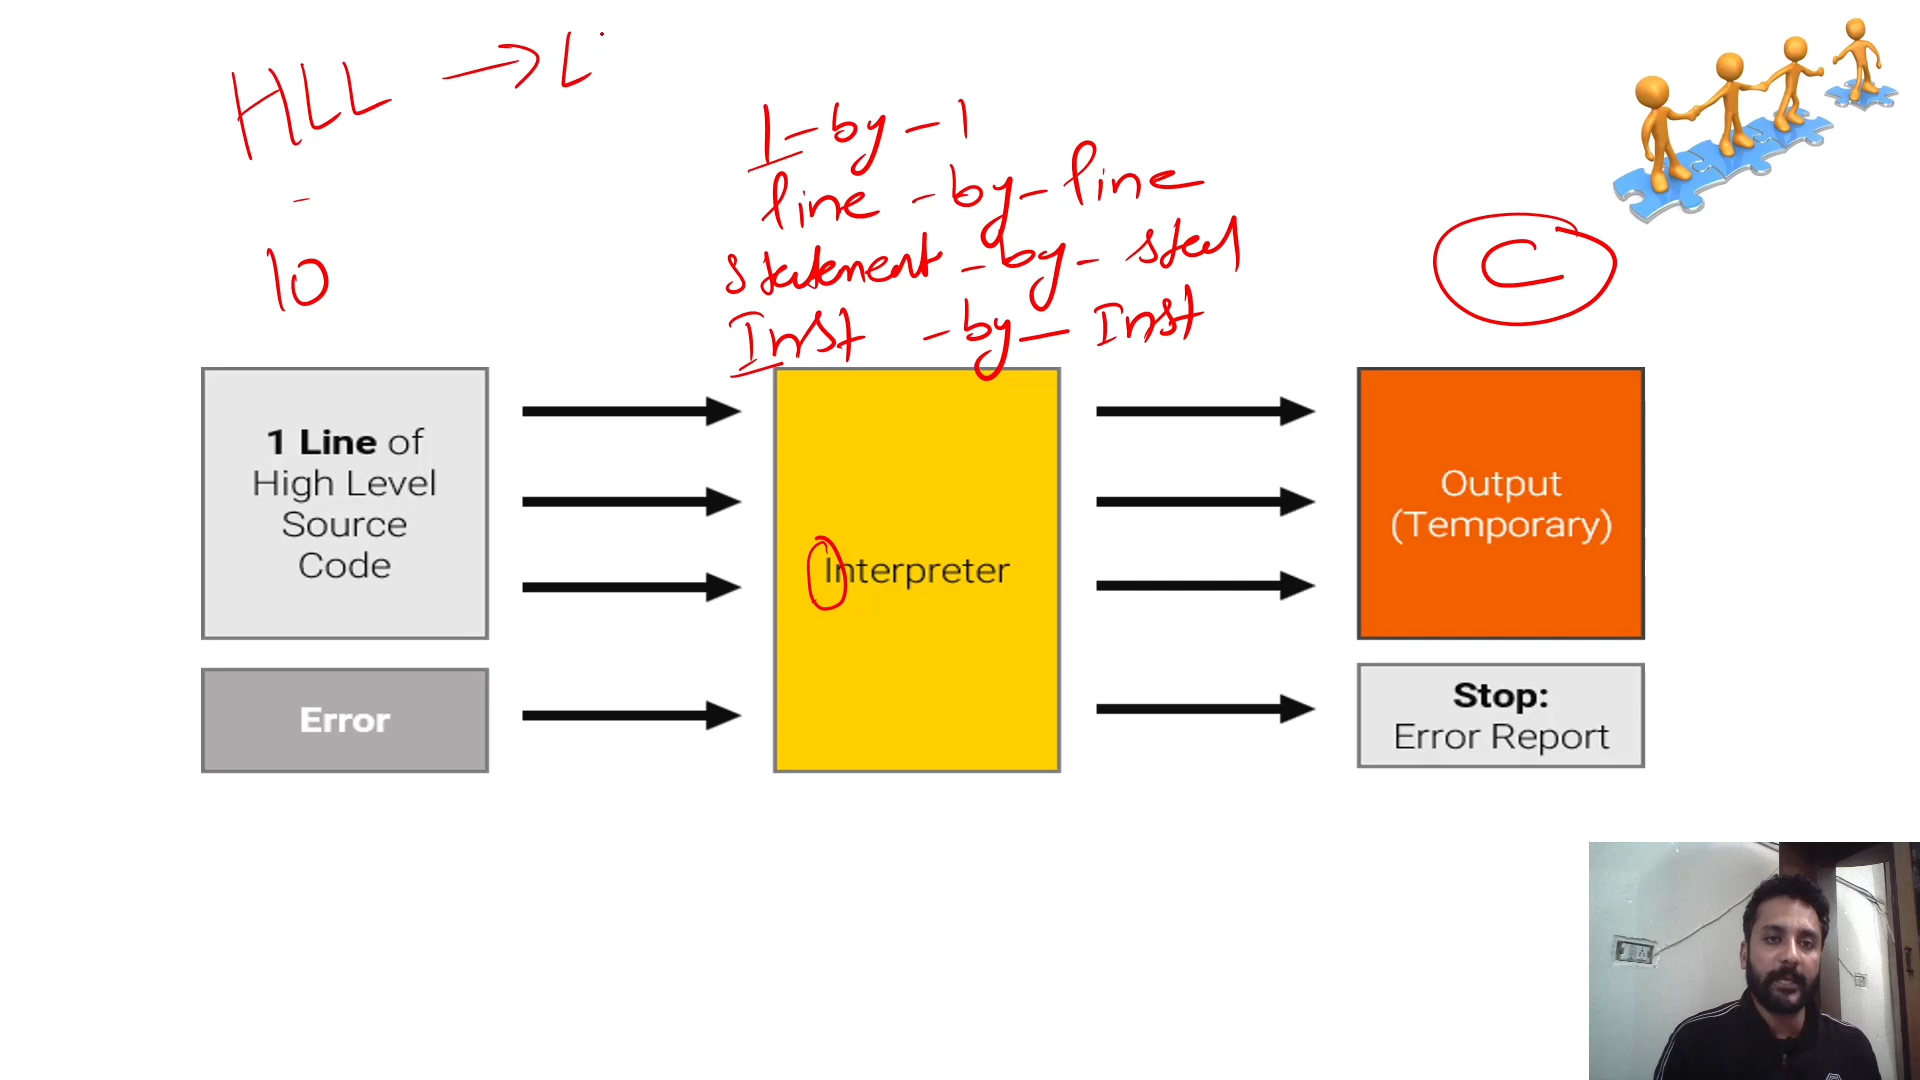 HLL → L
1-by-1
line-by-line
statement-by-
Inst-by-Inst
10
C
1 Line of
High Level
Source
Code
Interpreter
Output
(Temporary)
Error
Stop:
Error Report